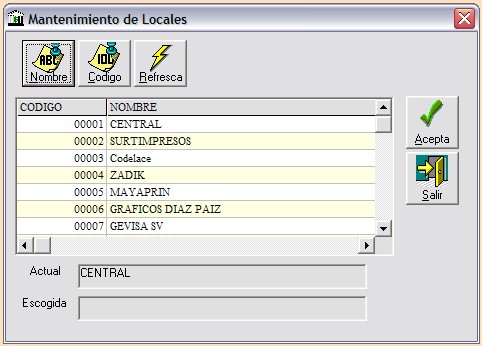 Mantenimiento de Locales
ABC 100
Nombre Codigo Refresca
CODIGO NOMBRE
00001 CENTRAL
00002 SURTIMPRESOS
00003 Codelace
00004 ZADIK
00005 MAYAPRIN
00006 GRAFICOS DIAZ PAIZ
00007 GEVISA SV
Acepta
Salir
Actual CENTRAL
Escogida